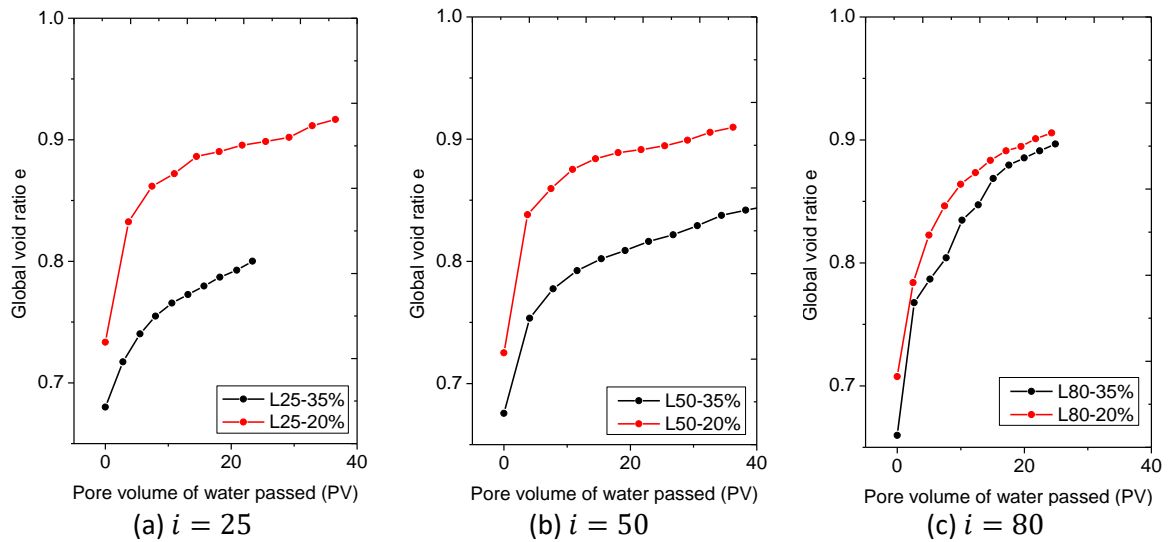 1.0
0.9
0.8
0.7
Global void ratio e
L25-35%
L25-20%
0 20 40
Pore volume of water passed (PV)
(a) i = 25
1.0
0.9
0.8
0.7
Global void ratio e
L50-35%
L50-20%
0 20 40
Pore volume of water passed (PV)
(b) i = 50
1.0
0.9
0.8
0.7
Global void ratio e
L80-35%
L80-20%
0 20 40
Pore volume of water passed (PV)
(c) i = 80